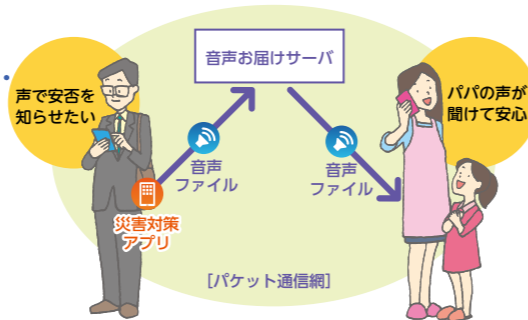 音声お届けサーバ
声で安否を
知らせたい
パパの声が
聞けて安心
音声
ファイル
音声
ファイル
災害対策
アプリ
［パケット通信網］